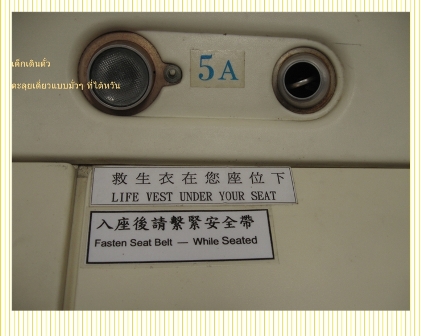 เด็กเดินตั๋ว
ตะลุยเดี่ยวแบบมั่วๆ ที่ไต้หวัน
5A
救生衣在您座位下
LIFE VEST UNDER YOUR SEAT
入座後請繫緊安全帶
Fasten Seat Belt — While Seated